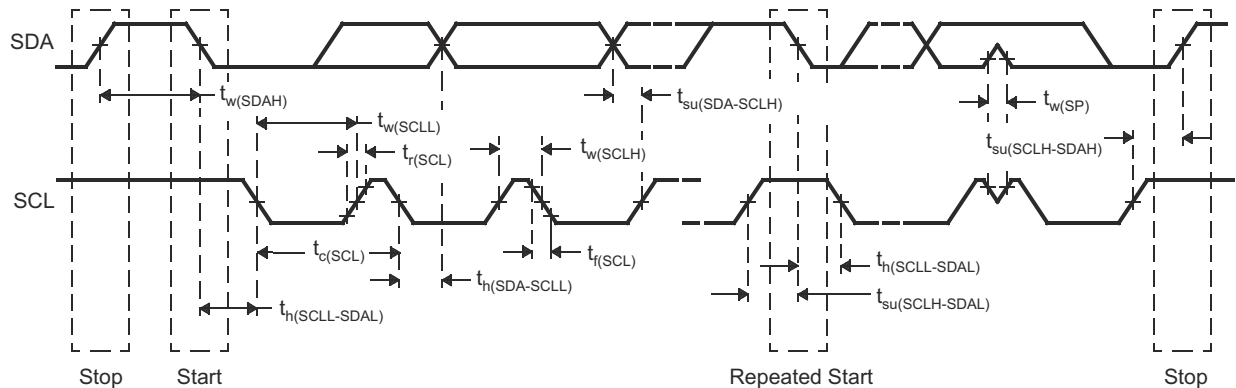 SDA
tw(SDAH)
tsu(SDA-SCLH)
tw(SP)
tw(SCLL)
tr(SCL)
tw(SCLH)
tsu(SCLH-SDAH)
SCL
tc(SCL)
tf(SCL)
th(SDA-SCLL)
th(SCLL-SDAL)
th(SCLL-SDAL)
tsu(SCLH-SDAL)
Stop
Start
Repeated Start
Stop